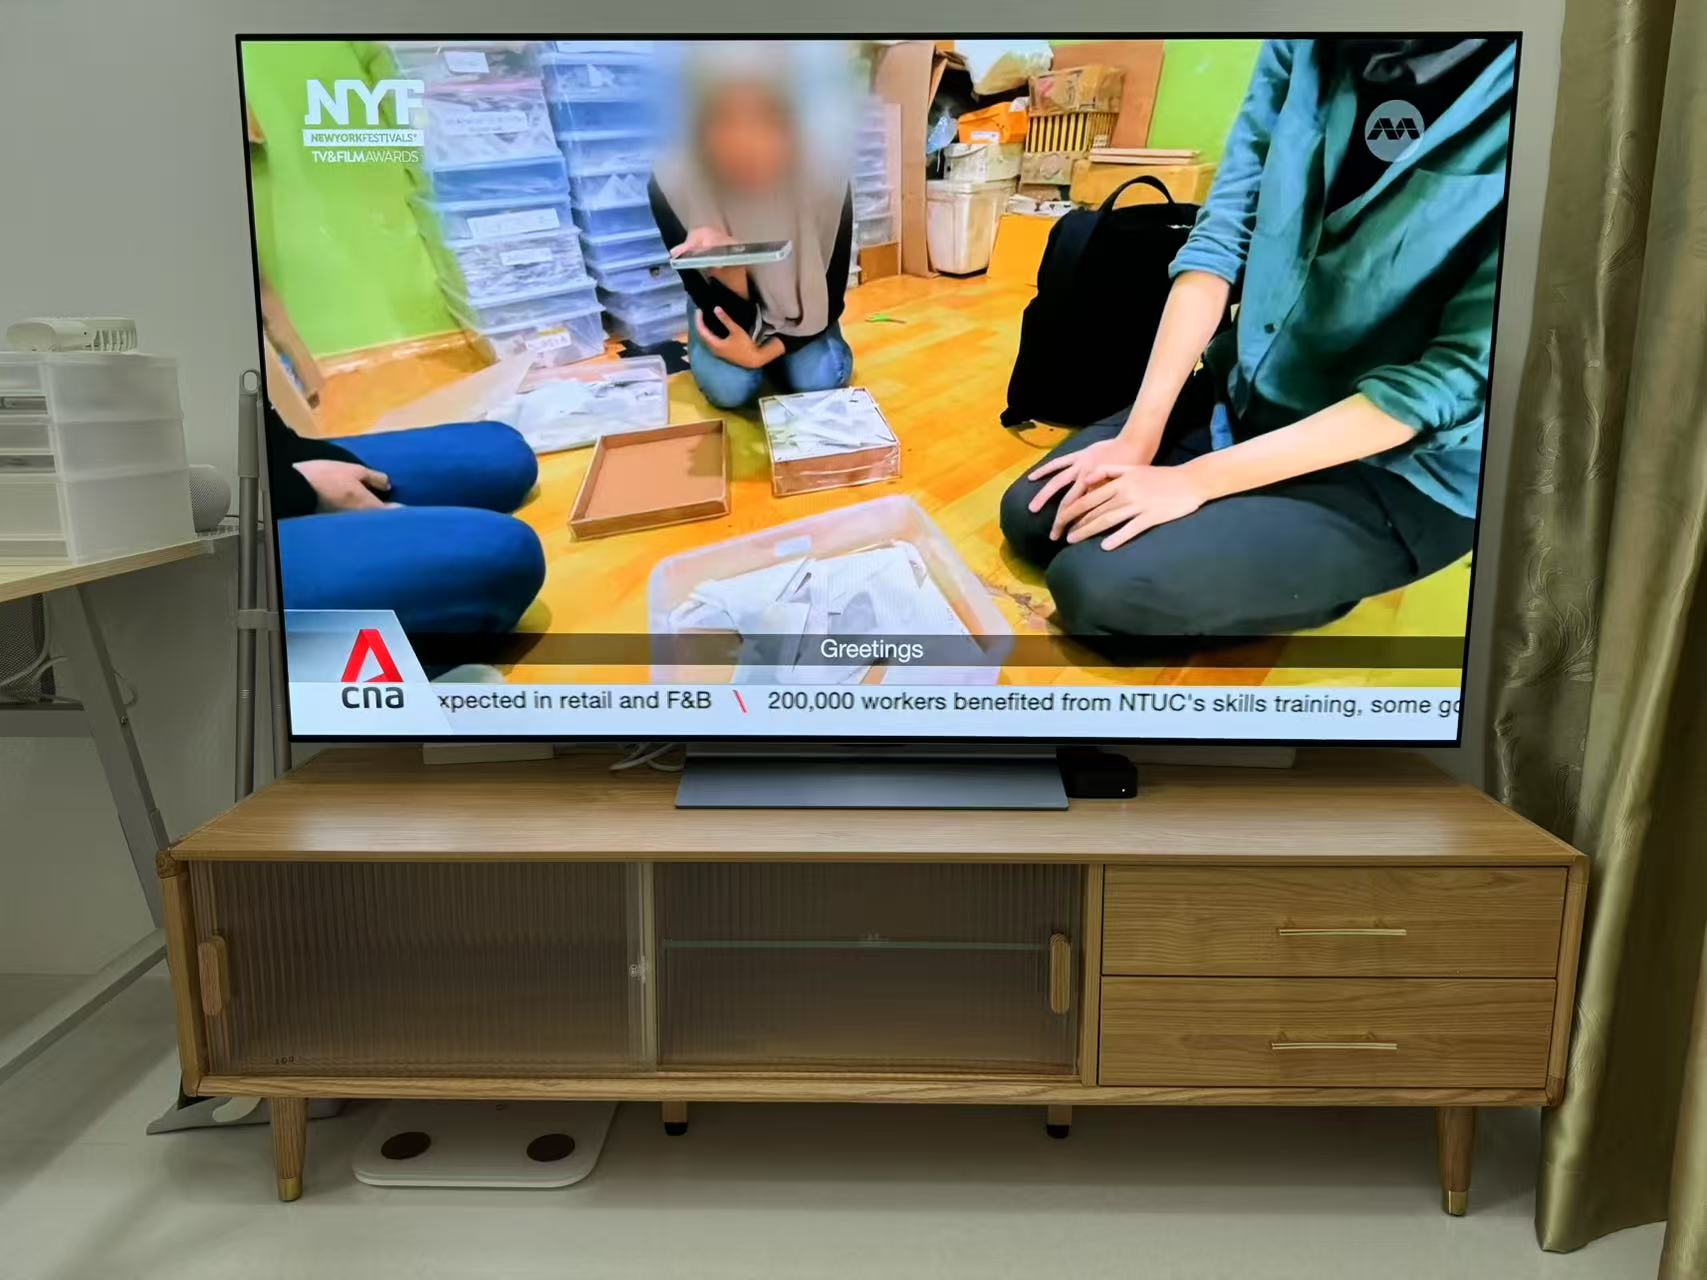 NYF
NEWYORKFESTIVALS®
TV&FILMAWARDS
Greetings
cna
xpected in retail and F&B \ 200,000 workers benefited from NTUC's skills training, some go